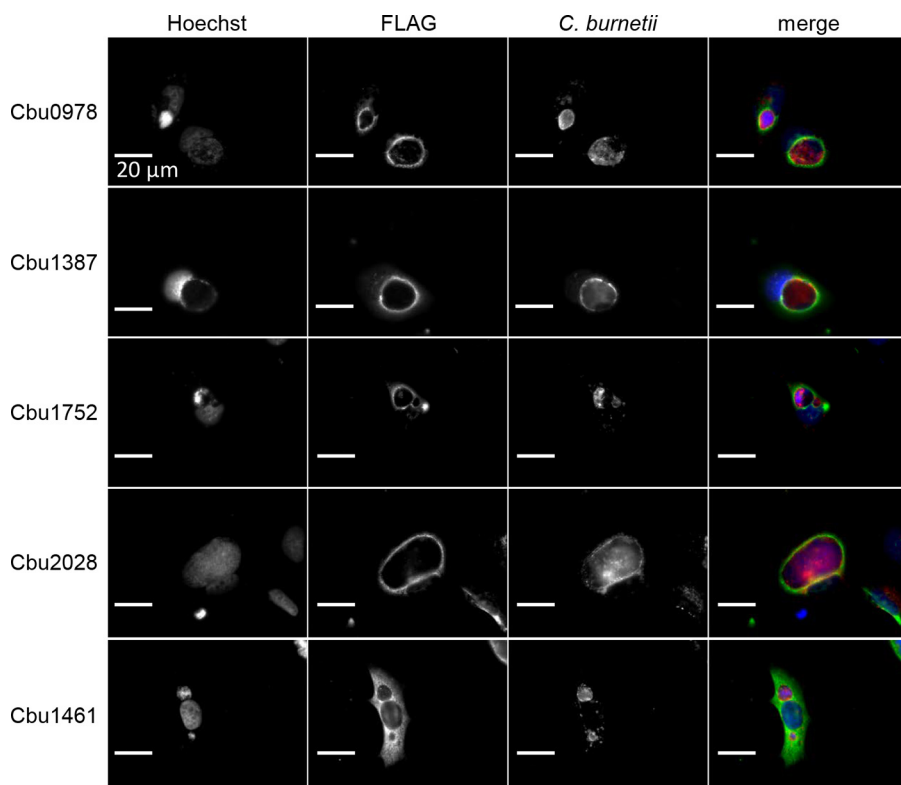 Hoechst FLAG C. burnetii merge
Cbu0978
20 µm
Cbu1387
Cbu1752
Cbu2028
Cbu1461